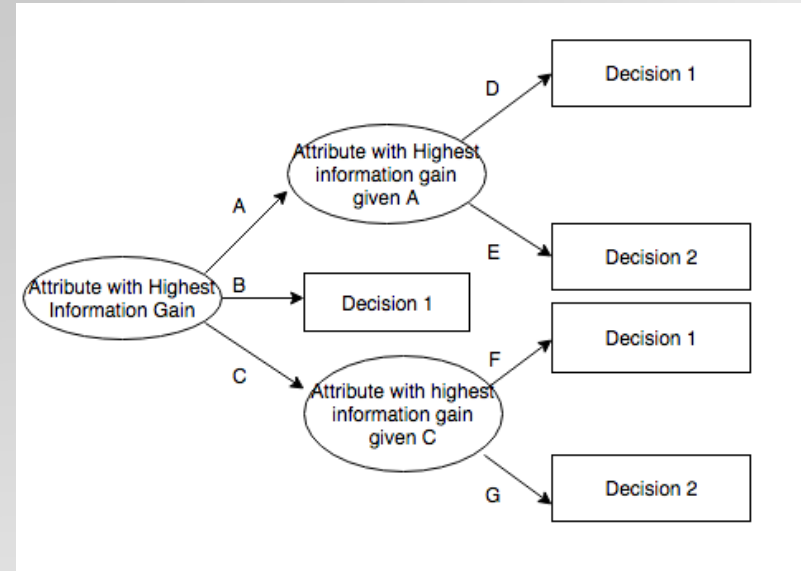 D
Decision 1
Attribute with Highest
information gain
given A
A
E
Decision 2
Attribute with Highest
Information Gain
B
Decision 1
C
F
Decision 1
Attribute with highest
information gain
given C
G
Decision 2